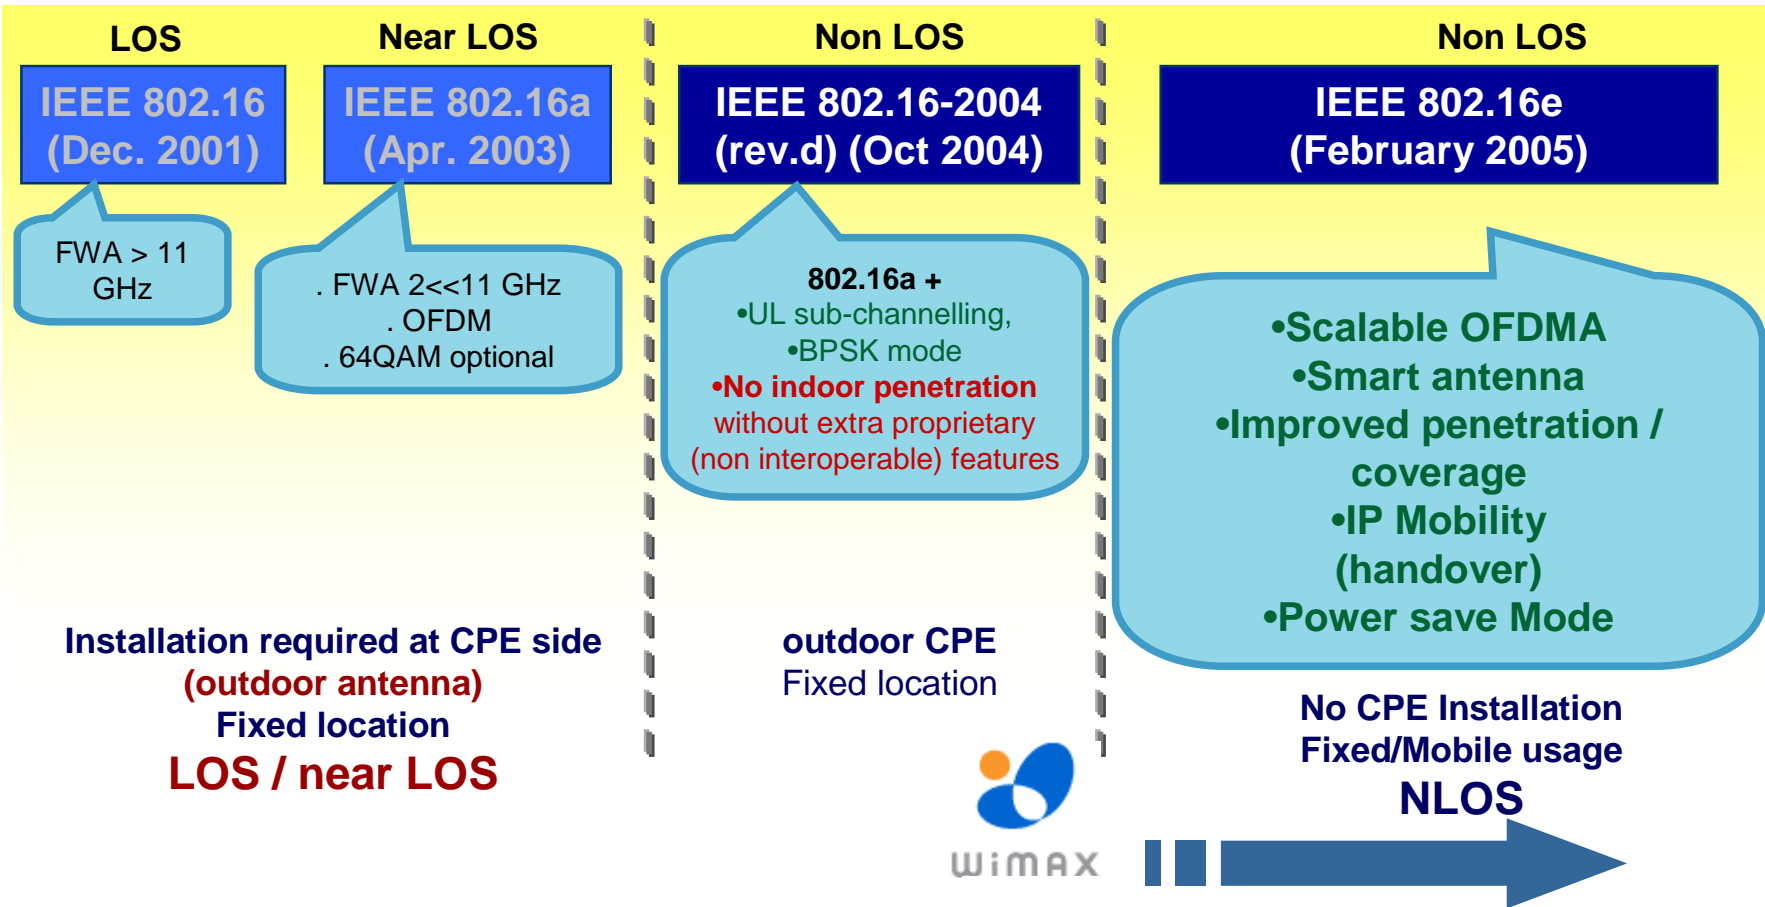 LOS
IEEE 802.16
(Dec. 2001)
FWA > 11
GHz
Near LOS
IEEE 802.16a
(Apr. 2003)
. FWA 2<<11 GHz
. OFDM
. 64QAM optional
Installation required at CPE side
(outdoor antenna)
Fixed location
LOS / near LOS
Non LOS
IEEE 802.16-2004
(rev.d) (Oct 2004)
802.16a +
•UL sub-channelling,
•BPSK mode
•No indoor penetration
without extra proprietary
(non interoperable) features
outdoor CPE
Fixed location
WiMAX
Non LOS
IEEE 802.16e
(February 2005)
•Scalable OFDMA
•Smart antenna
•Improved penetration /
coverage
•IP Mobility
(handover)
•Power save Mode
No CPE Installation
Fixed/Mobile usage
NLOS